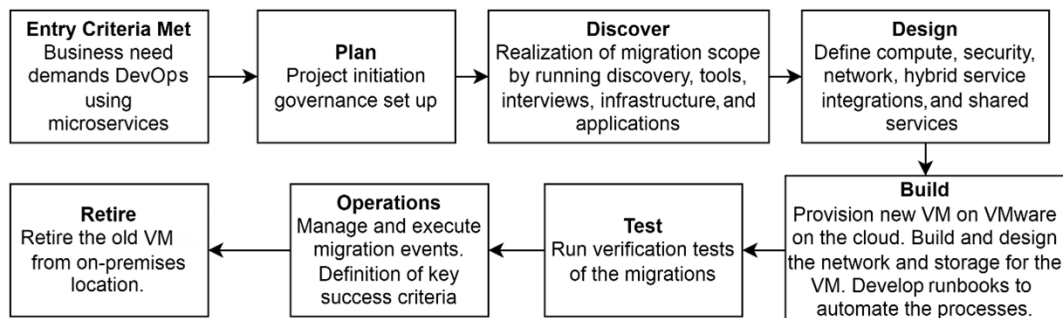 Entry Criteria Met
Business need
demands DevOps
using
microservices
Plan
Project initiation
governance set up
Discover
Realization of migration scope
by running discovery, tools,
interviews, infrastructure, and
applications
Design
Define compute, security,
network, hybrid service
integrations, and shared
services
Build
Provision new VM on VMware
on the cloud. Build and design
the network and storage for the
VM. Develop runbooks to
automate the processes.
Test
Run verification tests
of the migrations
Operations
Manage and execute
migration events.
Definition of key
success criteria
Retire
Retire the old VM
from on-premises
location.